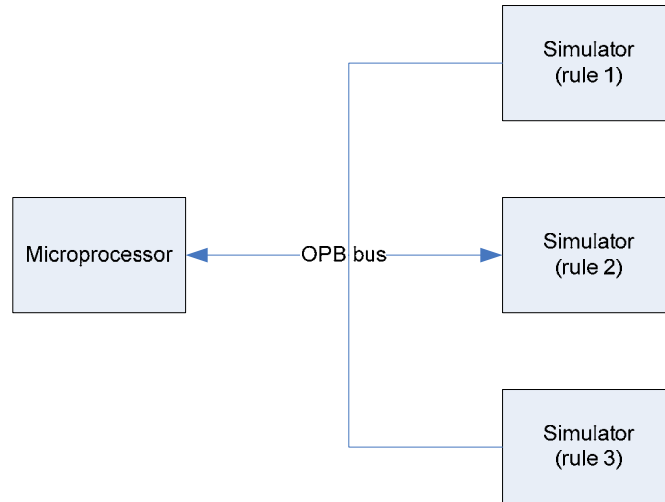 Simulator
(rule 1)
Microprocessor
OPB bus
Simulator
(rule 2)
Simulator
(rule 3)